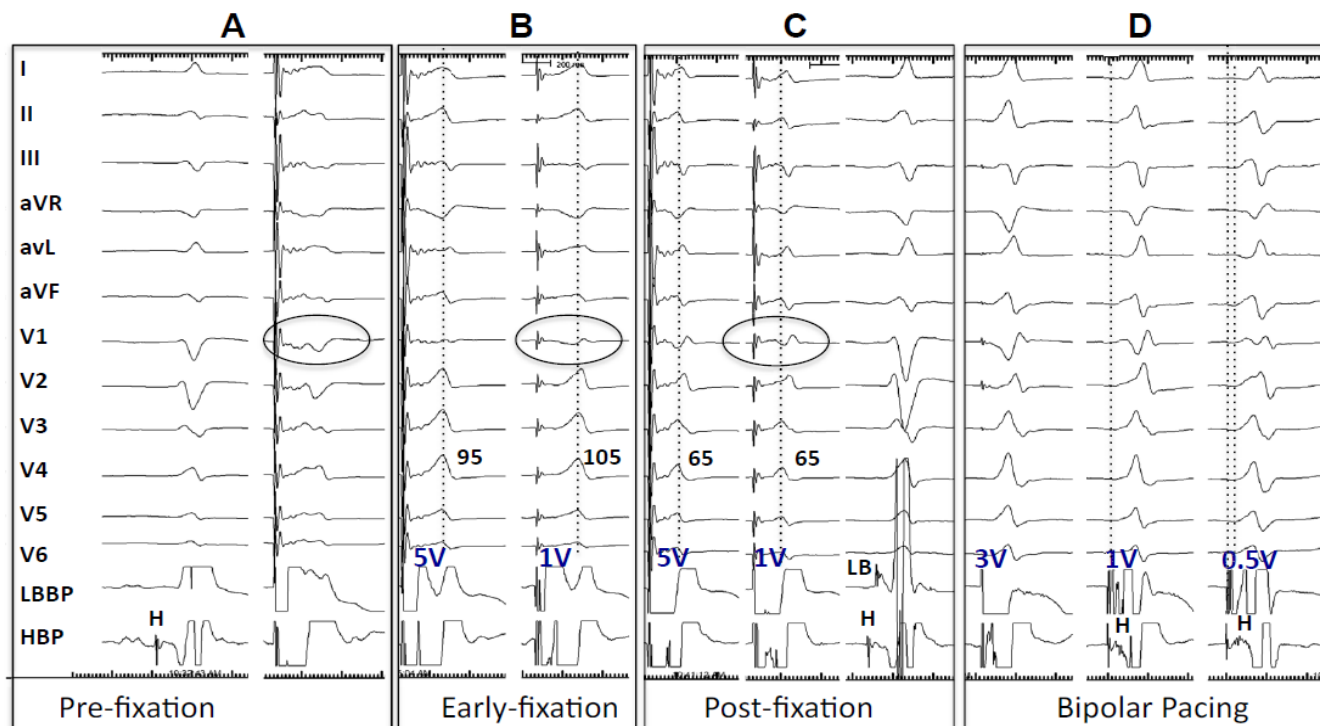 A B C D
I
200 ms
II
III
aVR
avL
aVF
V1
V2
V3
V4 95 105 65 65
V5
V6 5V 1V 5V 1V LB 3V 1V 0.5V
LBBP
HBP H H H H
Pre-fixation Early-fixation Post-fixation Bipolar Pacing